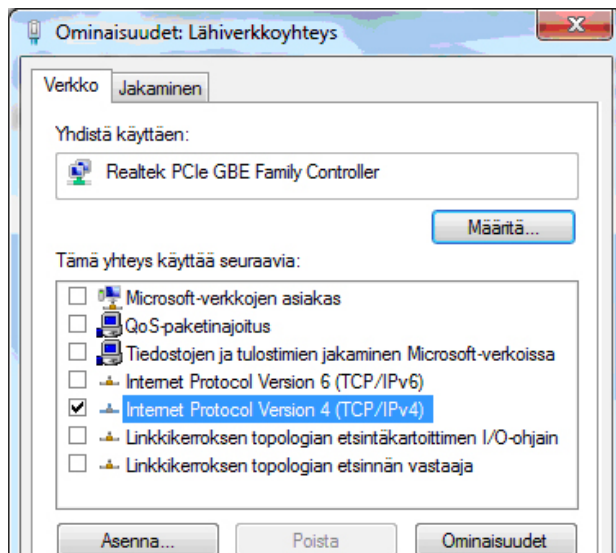 Ominaisuudet: Lähiverkkoyhteys
Verkko Jakaminen
Yhdistä käyttäen:
Realtek PCIe GBE Family Controller
Määritä...
Tämä yhteys käyttää seuraavia:
Microsoft-verkkojen asiakas
QoS-paketinajoitus
Tiedostojen ja tulostimien jakaminen Microsoft-verkoissa
Internet Protocol Version 6 (TCP/IPv6)
Internet Protocol Version 4 (TCP/IPv4)
Linkkikerroksen topologian etsintäkartoittimen I/O-ohjain
Linkkikerroksen topologian etsinnän vastaaja
Asenna... Poista Ominaisuudet